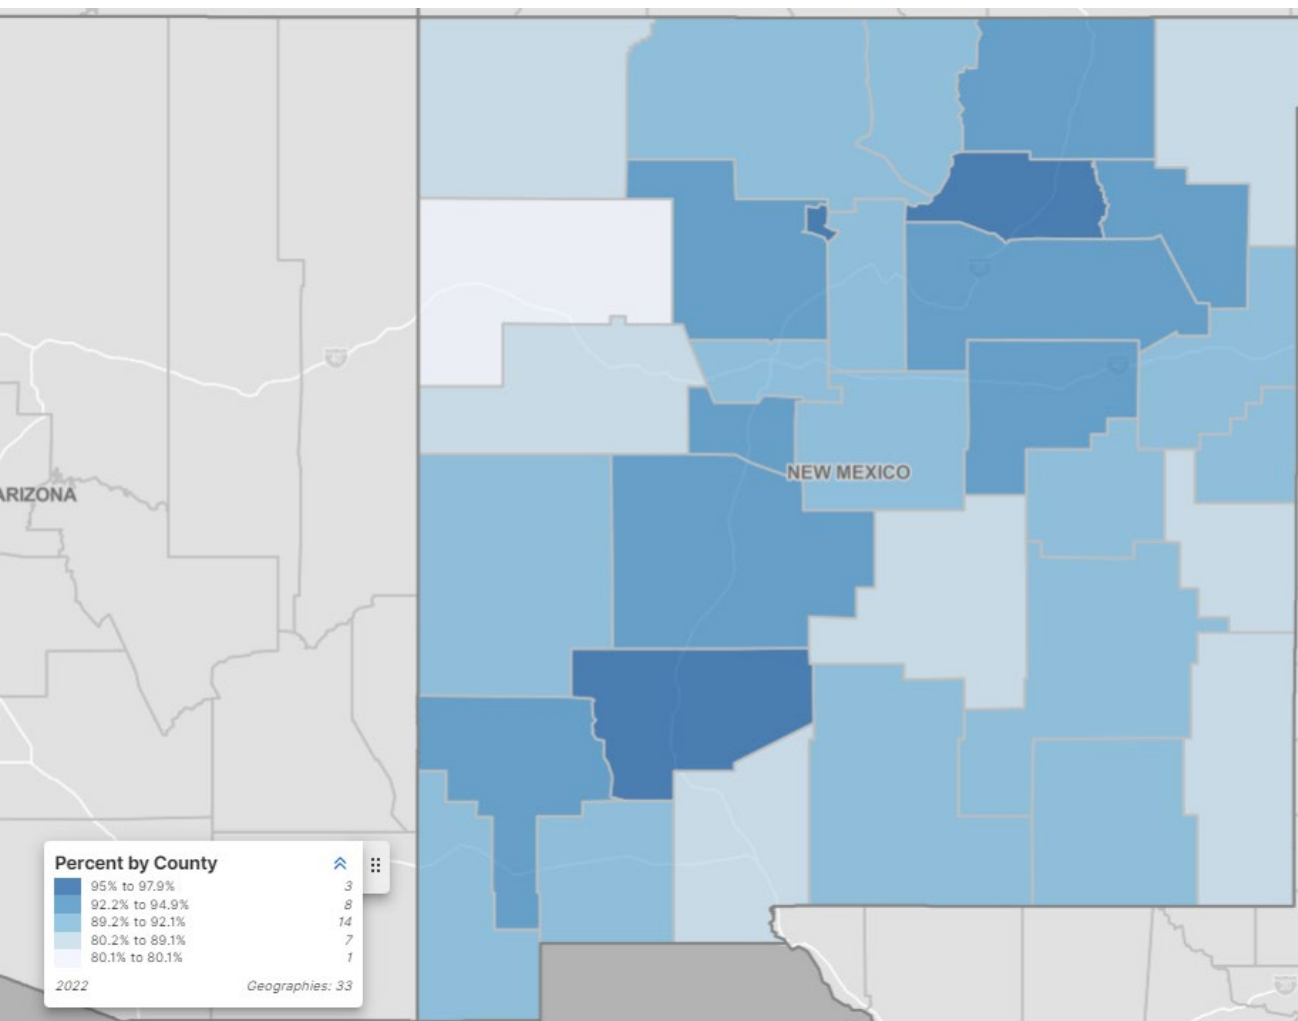 NEW MEXICO
ARIZONA
Percent by County
95% to 97.9% 3
92.2% to 94.9% 8
89.2% to 92.1% 14
80.2% to 89.1% 7
80.1% to 80.1% 1
2022 Geographies: 33